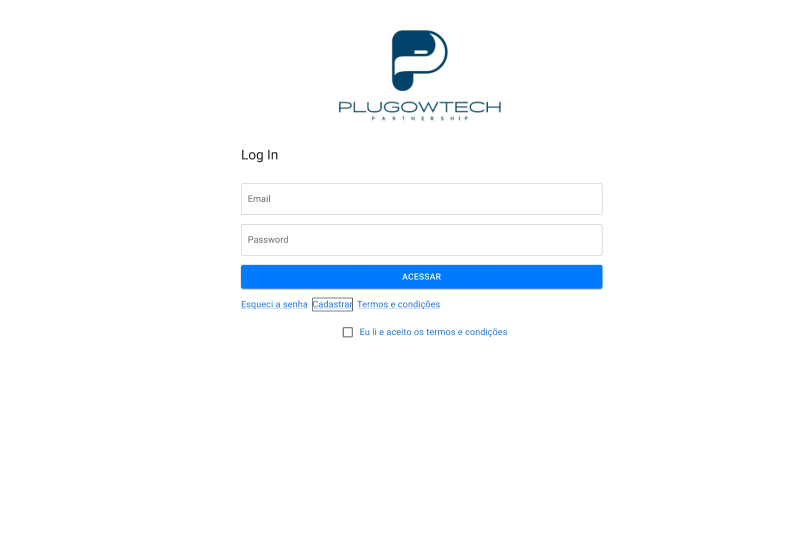 PLUGOWTECH
PARTNERSHIP
Log In
Email
Password
ACESSAR
Esqueci a senha Cadastrar Termos e condições
Eu li e aceito os termos e condições